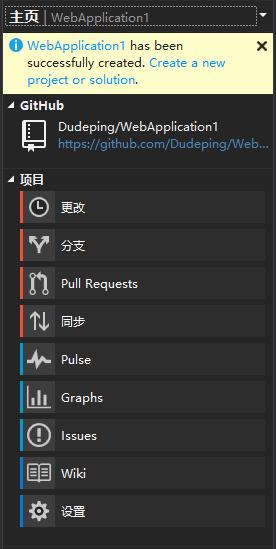 主页 | WebApplication1
WebApplication1 has been
successfully created. Create a new
project or solution.
GitHub
Dudeping/WebApplication1
https://github.com/Dudeping/Web...
项目
更改
分支
Pull Requests
同步
Pulse
Graphs
Issues
Wiki
设置